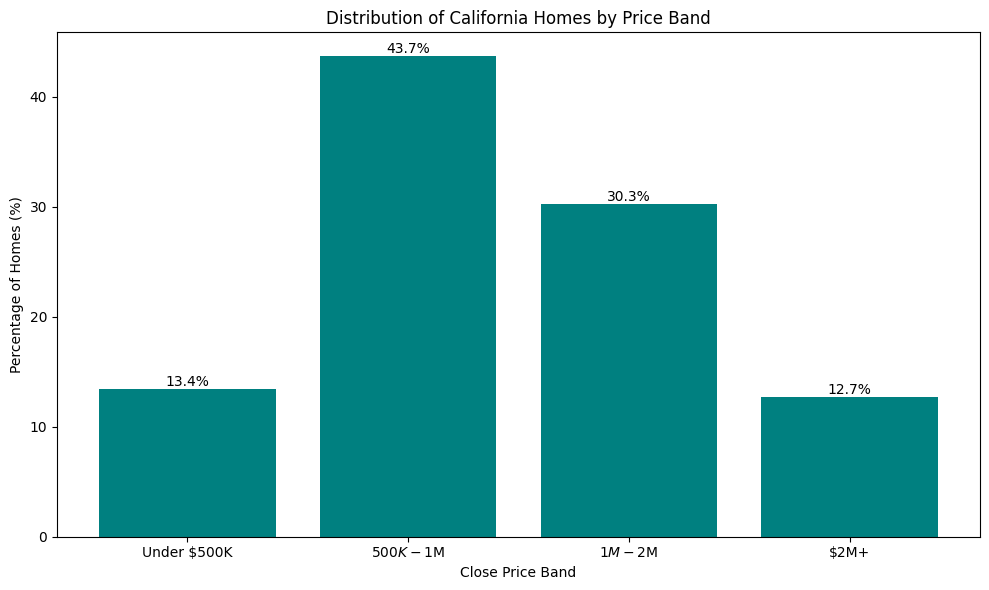 Distribution of California Homes by Price Band
43.7%
40
30.3%
30
Percentage of Homes (%)
20
13.4%
12.7%
10
0
Under $500K
500K − 1M
1M − 2M
$2M+
Close Price Band